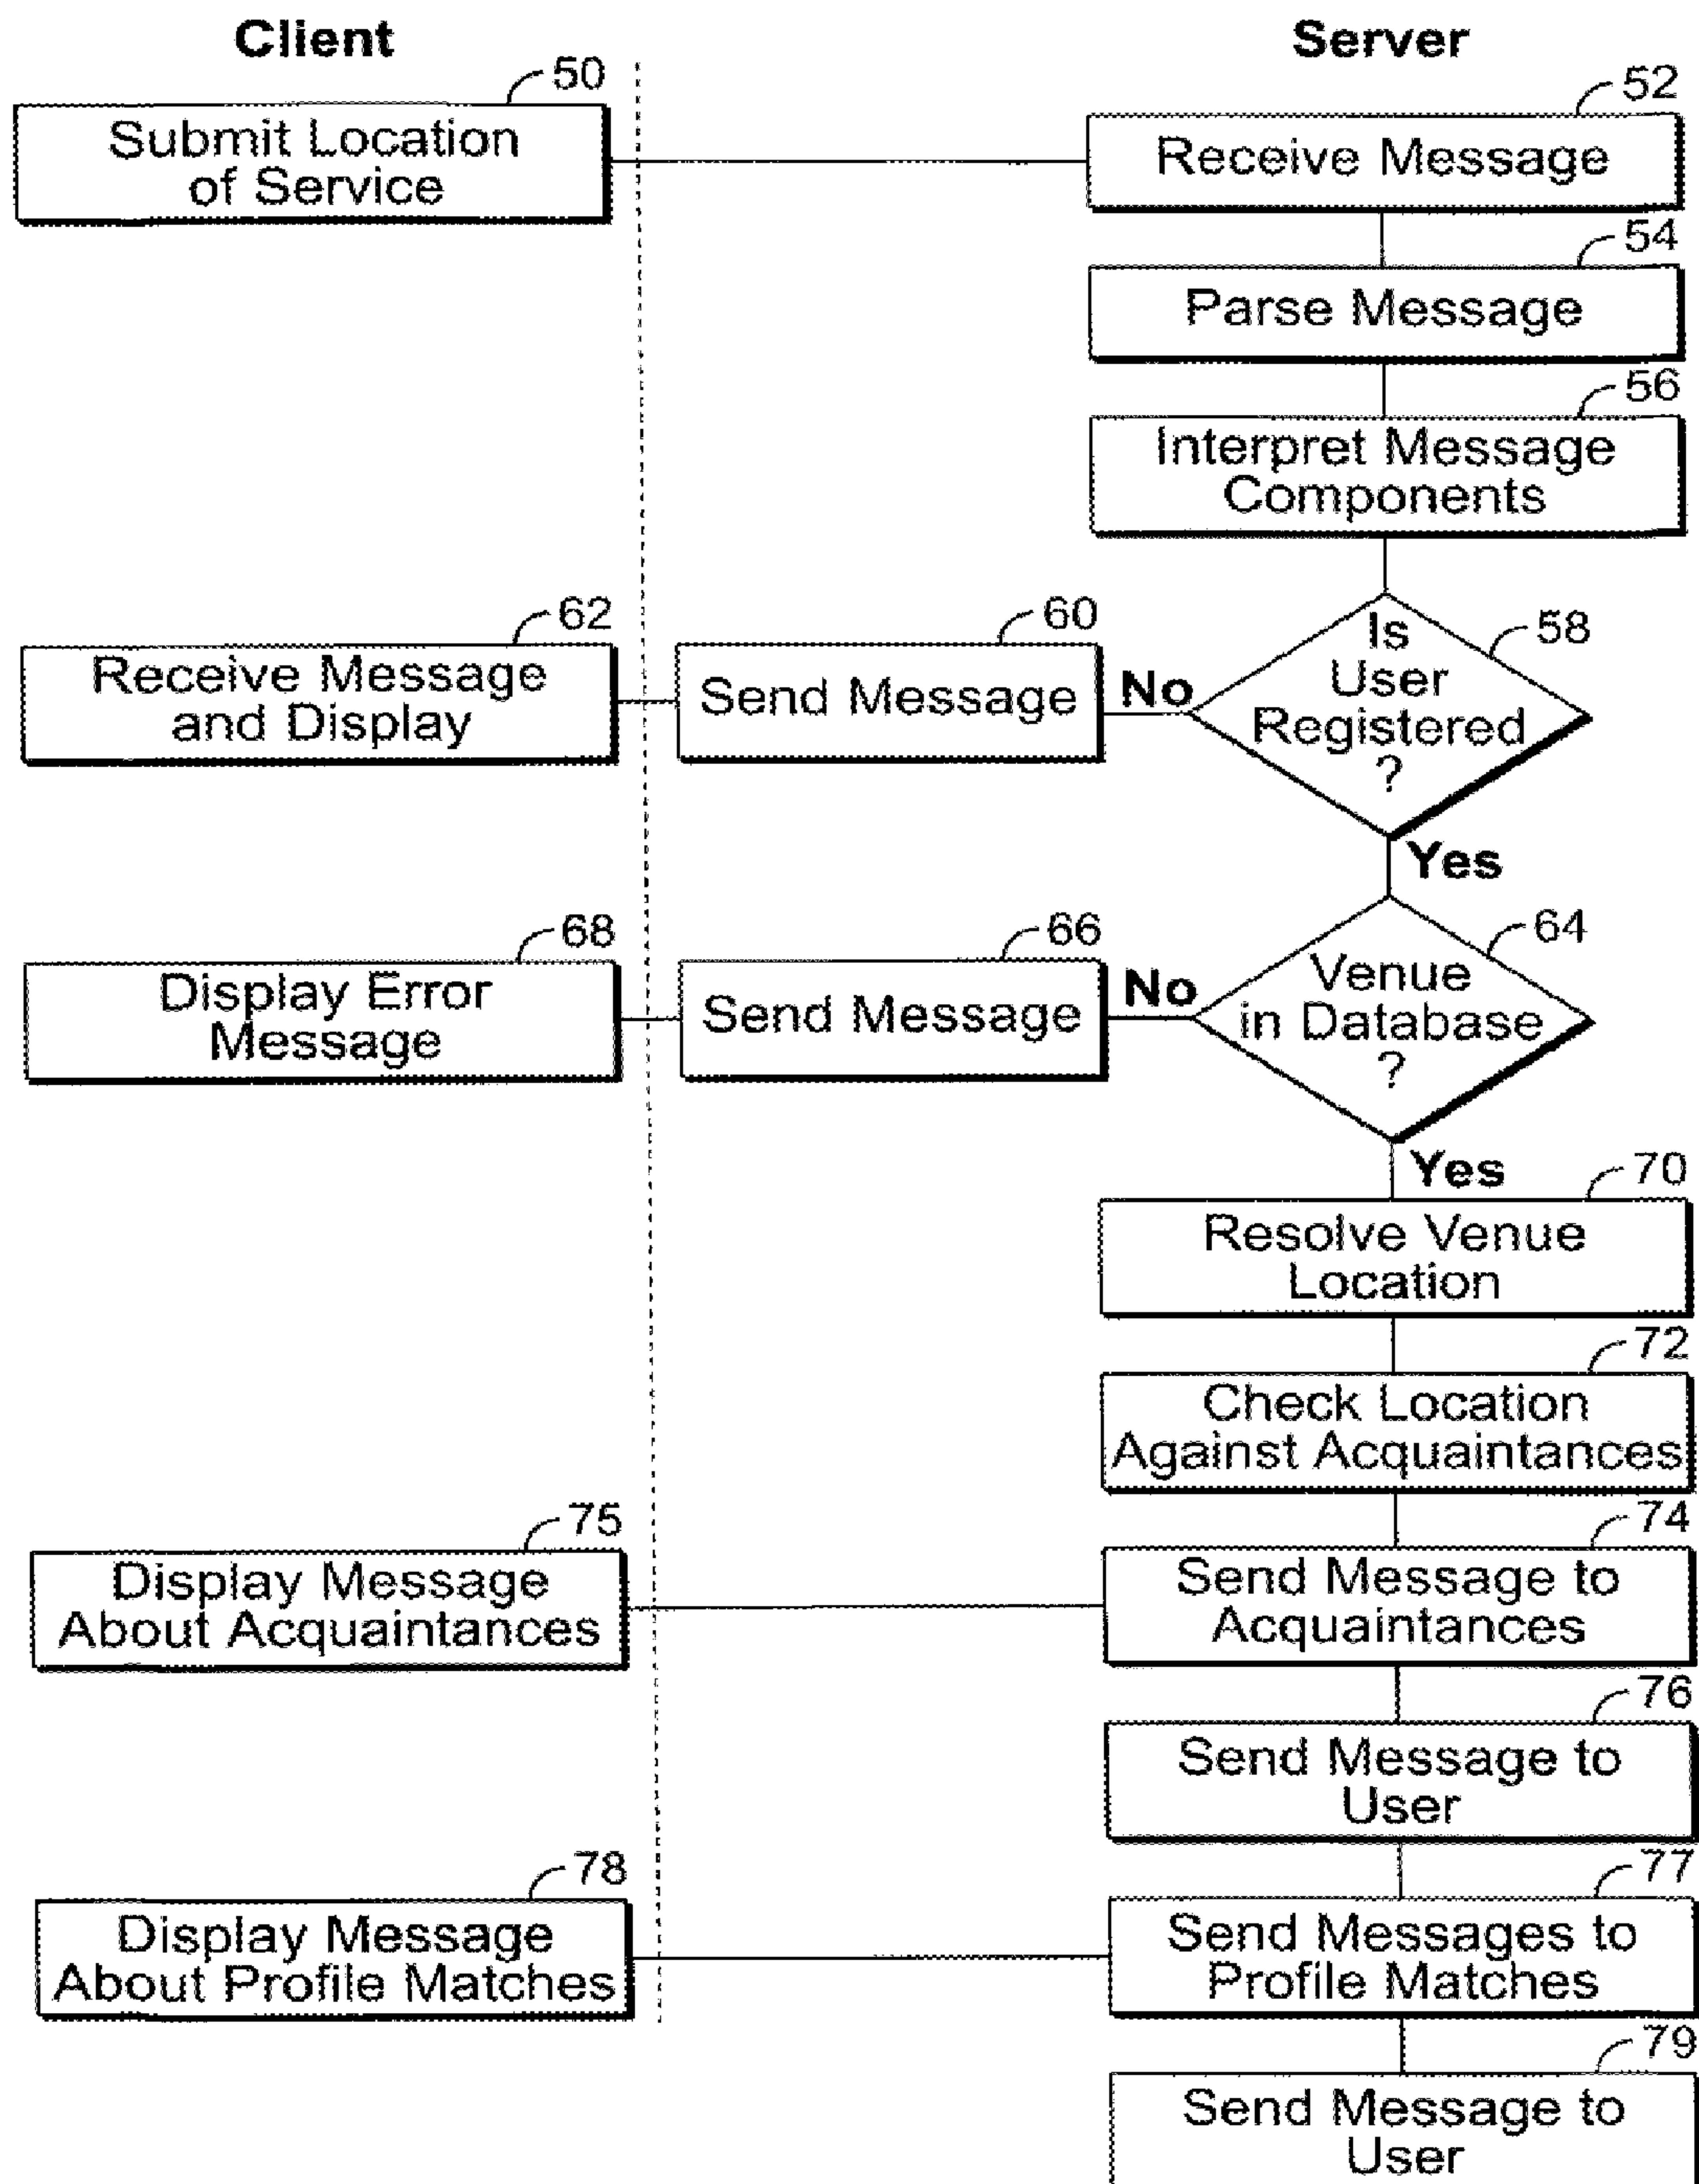 Client
Server
50
Submit Location
of Service
52
Receive Message
54
Parse Message
56
Interpret Message
Components
62
Receive Message
and Display
60
Send Message
No
58
Is
User
Registered
?
Yes
68
Display Error
Message
66
Send Message
No
64
Venue
in Database
?
Yes
70
Resolve Venue
Location
72
Check Location
Against Acquaintances
75
Display Message
About Acquaintances
74
Send Message to
Acquaintances
76
Send Message to
User
78
Display Message
About Profile Matches
77
Send Messages to
Profile Matches
79
Send Message to
User